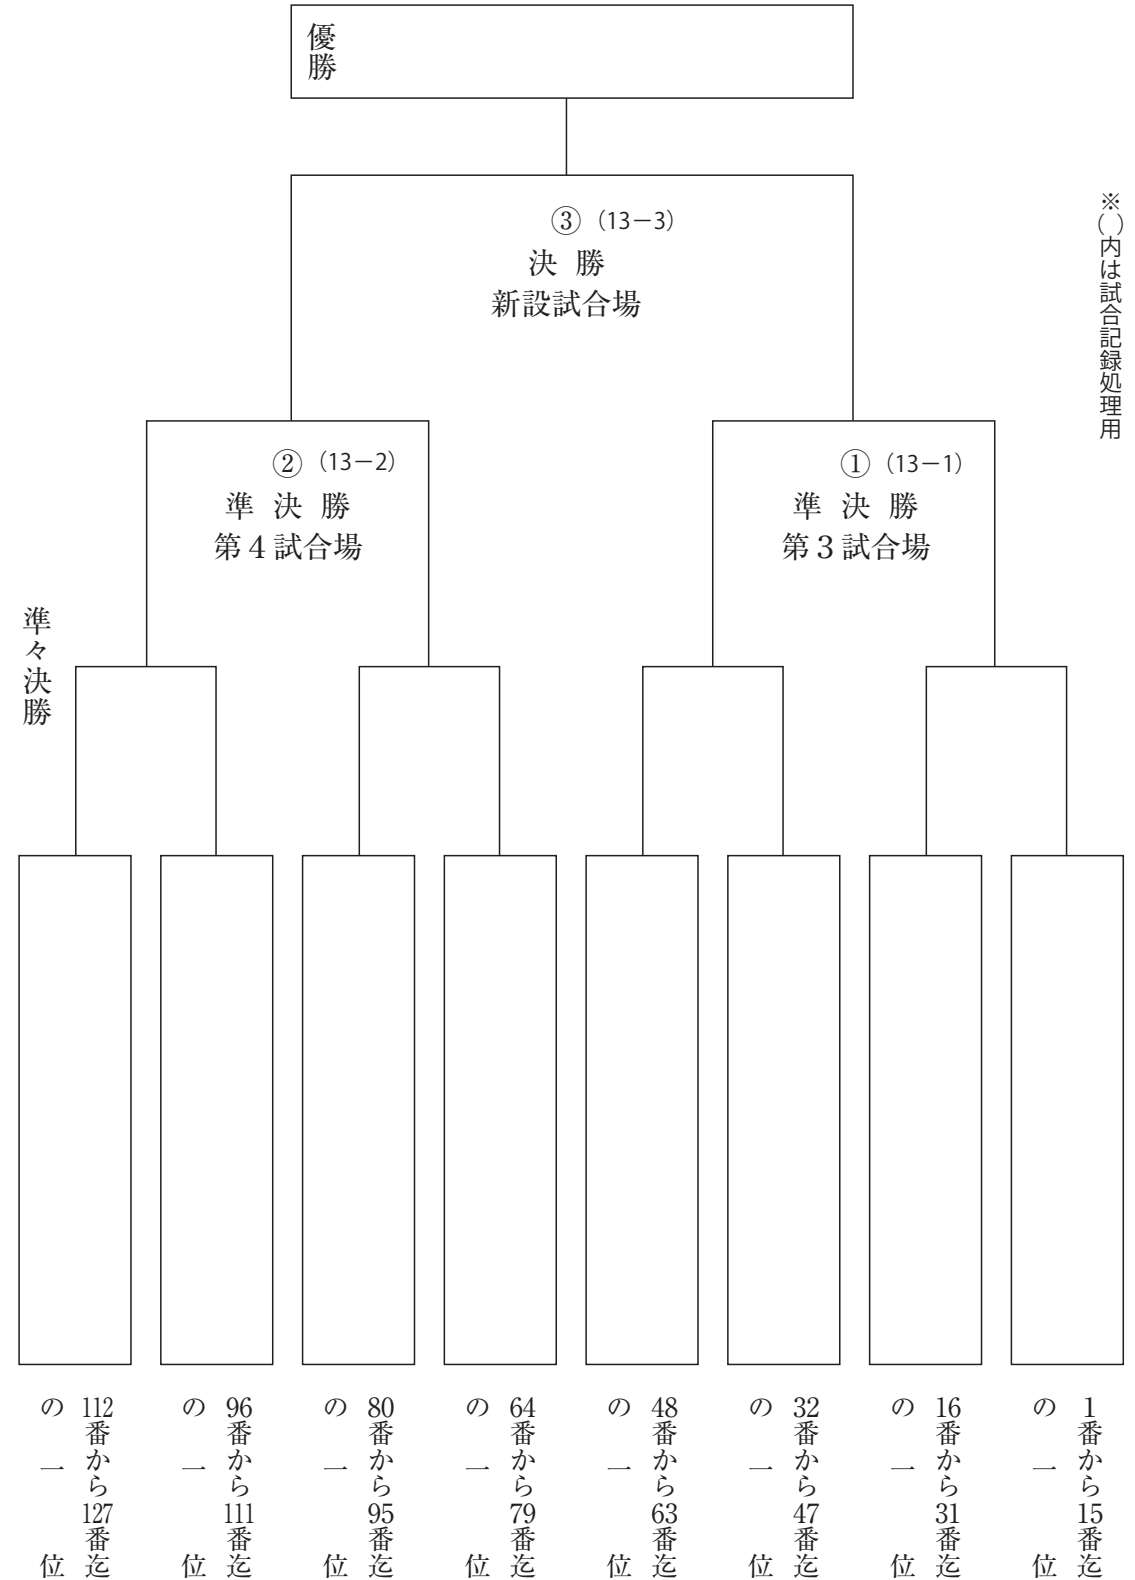 優勝
③（13－3）
決勝
新設試合場
※（ ）内は試合記録処理用
①（13－1）
準決勝
第3試合場
②（13－2）
準決勝
第4試合場
準々決勝
1番から15番迄
の一位
16番から31番迄
の一位
32番から47番迄
の一位
48番から63番迄
の一位
64番から79番迄
の一位
80番から95番迄
の一位
96番から111番迄
の一位
112番から127番迄
の一位